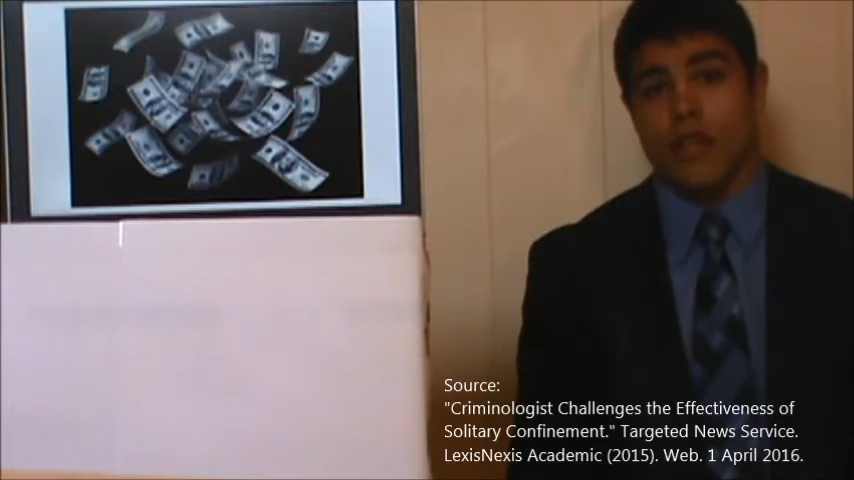 Source:
"Criminologist Challenges the Effectiveness of
Solitary Confinement." Targeted News Service.
LexisNexis Academic (2015). Web. 1 April 2016.